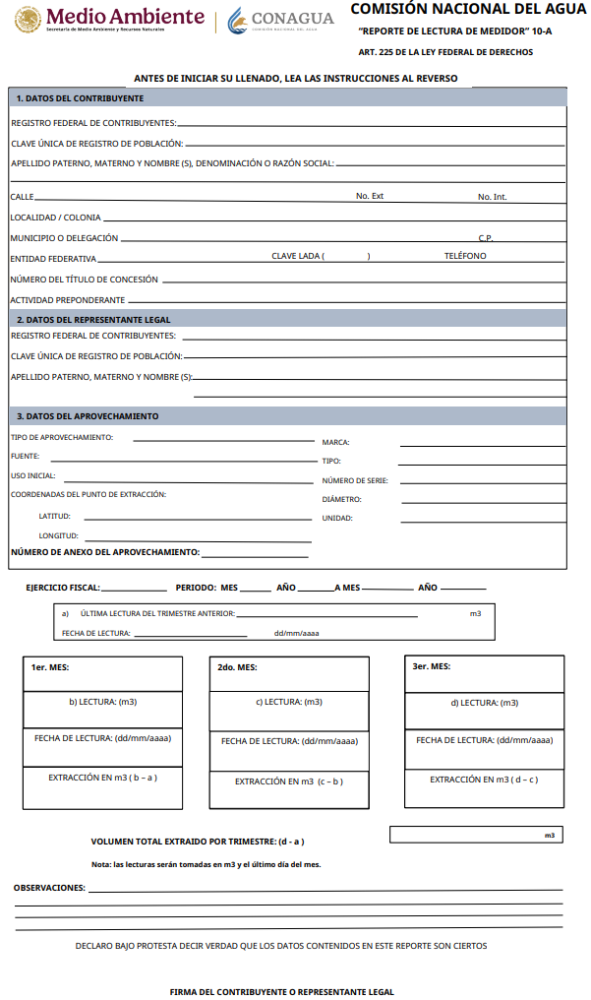 COMISIÓN NACIONAL DEL AGUA
Medio Ambiente
Secretaría de Medio Ambiente y Recursos Naturales
CONAGUA
COMISIÓN NACIONAL DEL AGUA
“REPORTE DE LECTURA DE MEDIDOR” 10-A
ART. 225 DE LA LEY FEDERAL DE DERECHOS
ANTES DE INICIAR SU LLENADO, LEA LAS INSTRUCCIONES AL REVERSO
1. DATOS DEL CONTRIBUYENTE
REGISTRO FEDERAL DE CONTRIBUYENTES:
CLAVE ÚNICA DE REGISTRO DE POBLACIÓN:
APELLIDO PATERNO, MATERNO Y NOMBRE (S), DENOMINACIÓN O RAZÓN SOCIAL:
CALLE No. Ext No. Int.
LOCALIDAD / COLONIA
MUNICIPIO O DELEGACIÓN C.P.
ENTIDAD FEDERATIVA CLAVE LADA ( ) TELÉFONO
NÚMERO DEL TÍTULO DE CONCESIÓN
ACTIVIDAD PREPONDERANTE
2. DATOS DEL REPRESENTANTE LEGAL
REGISTRO FEDERAL DE CONTRIBUYENTES:
CLAVE ÚNICA DE REGISTRO DE POBLACIÓN:
APELLIDO PATERNO, MATERNO Y NOMBRE (S):
3. DATOS DEL APROVECHAMIENTO
TIPO DE APROVECHAMIENTO:
FUENTE:
USO INICIAL:
COORDENADAS DEL PUNTO DE EXTRACCIÓN:
LATITUD:
LONGITUD:
NÚMERO DE ANEXO DEL APROVECHAMIENTO:
MARCA:
TIPO:
NÚMERO DE SERIE:
DIÁMETRO:
UNIDAD:
EJERCICIO FISCAL: PERIODO: MES AÑO A MES AÑO
a) ÚLTIMA LECTURA DEL TRIMESTRE ANTERIOR: m3
FECHA DE LECTURA: dd/mm/aaaa
1er. MES:
b) LECTURA: (m3)
FECHA DE LECTURA: (dd/mm/aaaa)
EXTRACCIÓN EN m3 ( b – a )
2do. MES:
c) LECTURA: (m3)
FECHA DE LECTURA: (dd/mm/aaaa)
EXTRACCIÓN EN m3 (c – b )
3er. MES:
d) LECTURA: (m3)
FECHA DE LECTURA: (dd/mm/aaaa)
EXTRACCIÓN EN m3 ( d – c )
VOLUMEN TOTAL EXTRAIDO POR TRIMESTRE: (d - a ) m3
Nota: las lecturas serán tomadas en m3 y el último día del mes.
OBSERVACIONES:
DECLARO BAJO PROTESTA DECIR VERDAD QUE LOS DATOS CONTENIDOS EN ESTE REPORTE SON CIERTOS
FIRMA DEL CONTRIBUYENTE O REPRESENTANTE LEGAL